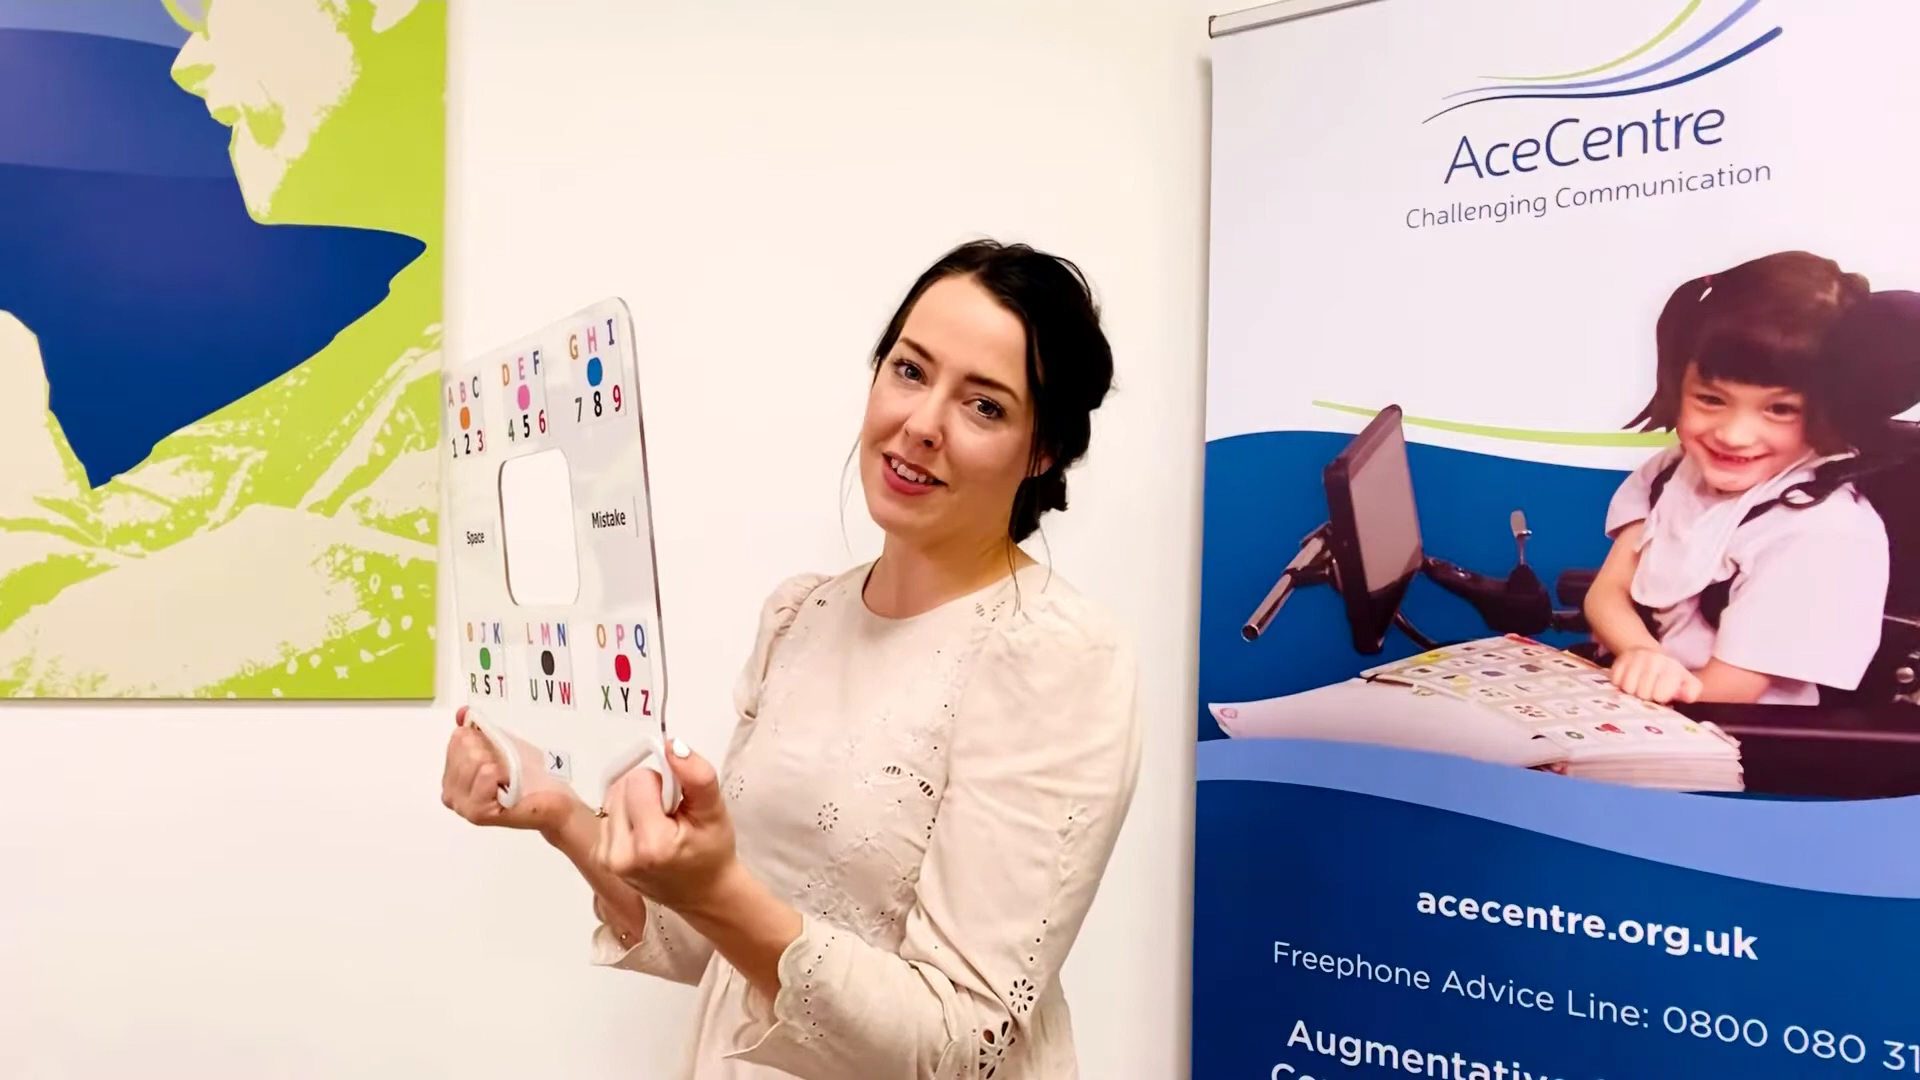 A B C
1 2 3
D E F
4 5 6
G H I
7 8 9
Space
Mistake
J K
R S T
L M N
U V W
O P Q
X Y Z
AceCentre
Challenging Communication
acecentre.org.uk
Freephone Advice Line: 0800 080 31